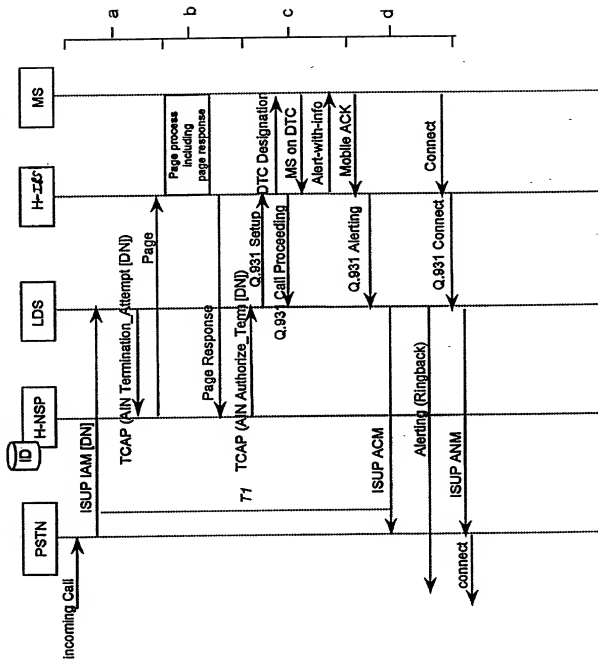 PSTN
ID
H-NSP
LDS
MS
incoming Call
ISUP IAM [DN]
a
TCAP (AIN Termination_Attempt [DN])
Page
Page process
including
page response
b
Page Response
TCAP (AIN Authorize_Term [DN])
T1
Q.931 Setup
DTC Designation
Q.931 Call Proceeding
MS on DTC
c
Alert-with-info
Mobile ACK
Q.931 Alerting
ISUP ACM
Alerting (Ringback)
d
Connect
Q.931 Connect
ISUP ANM
connect